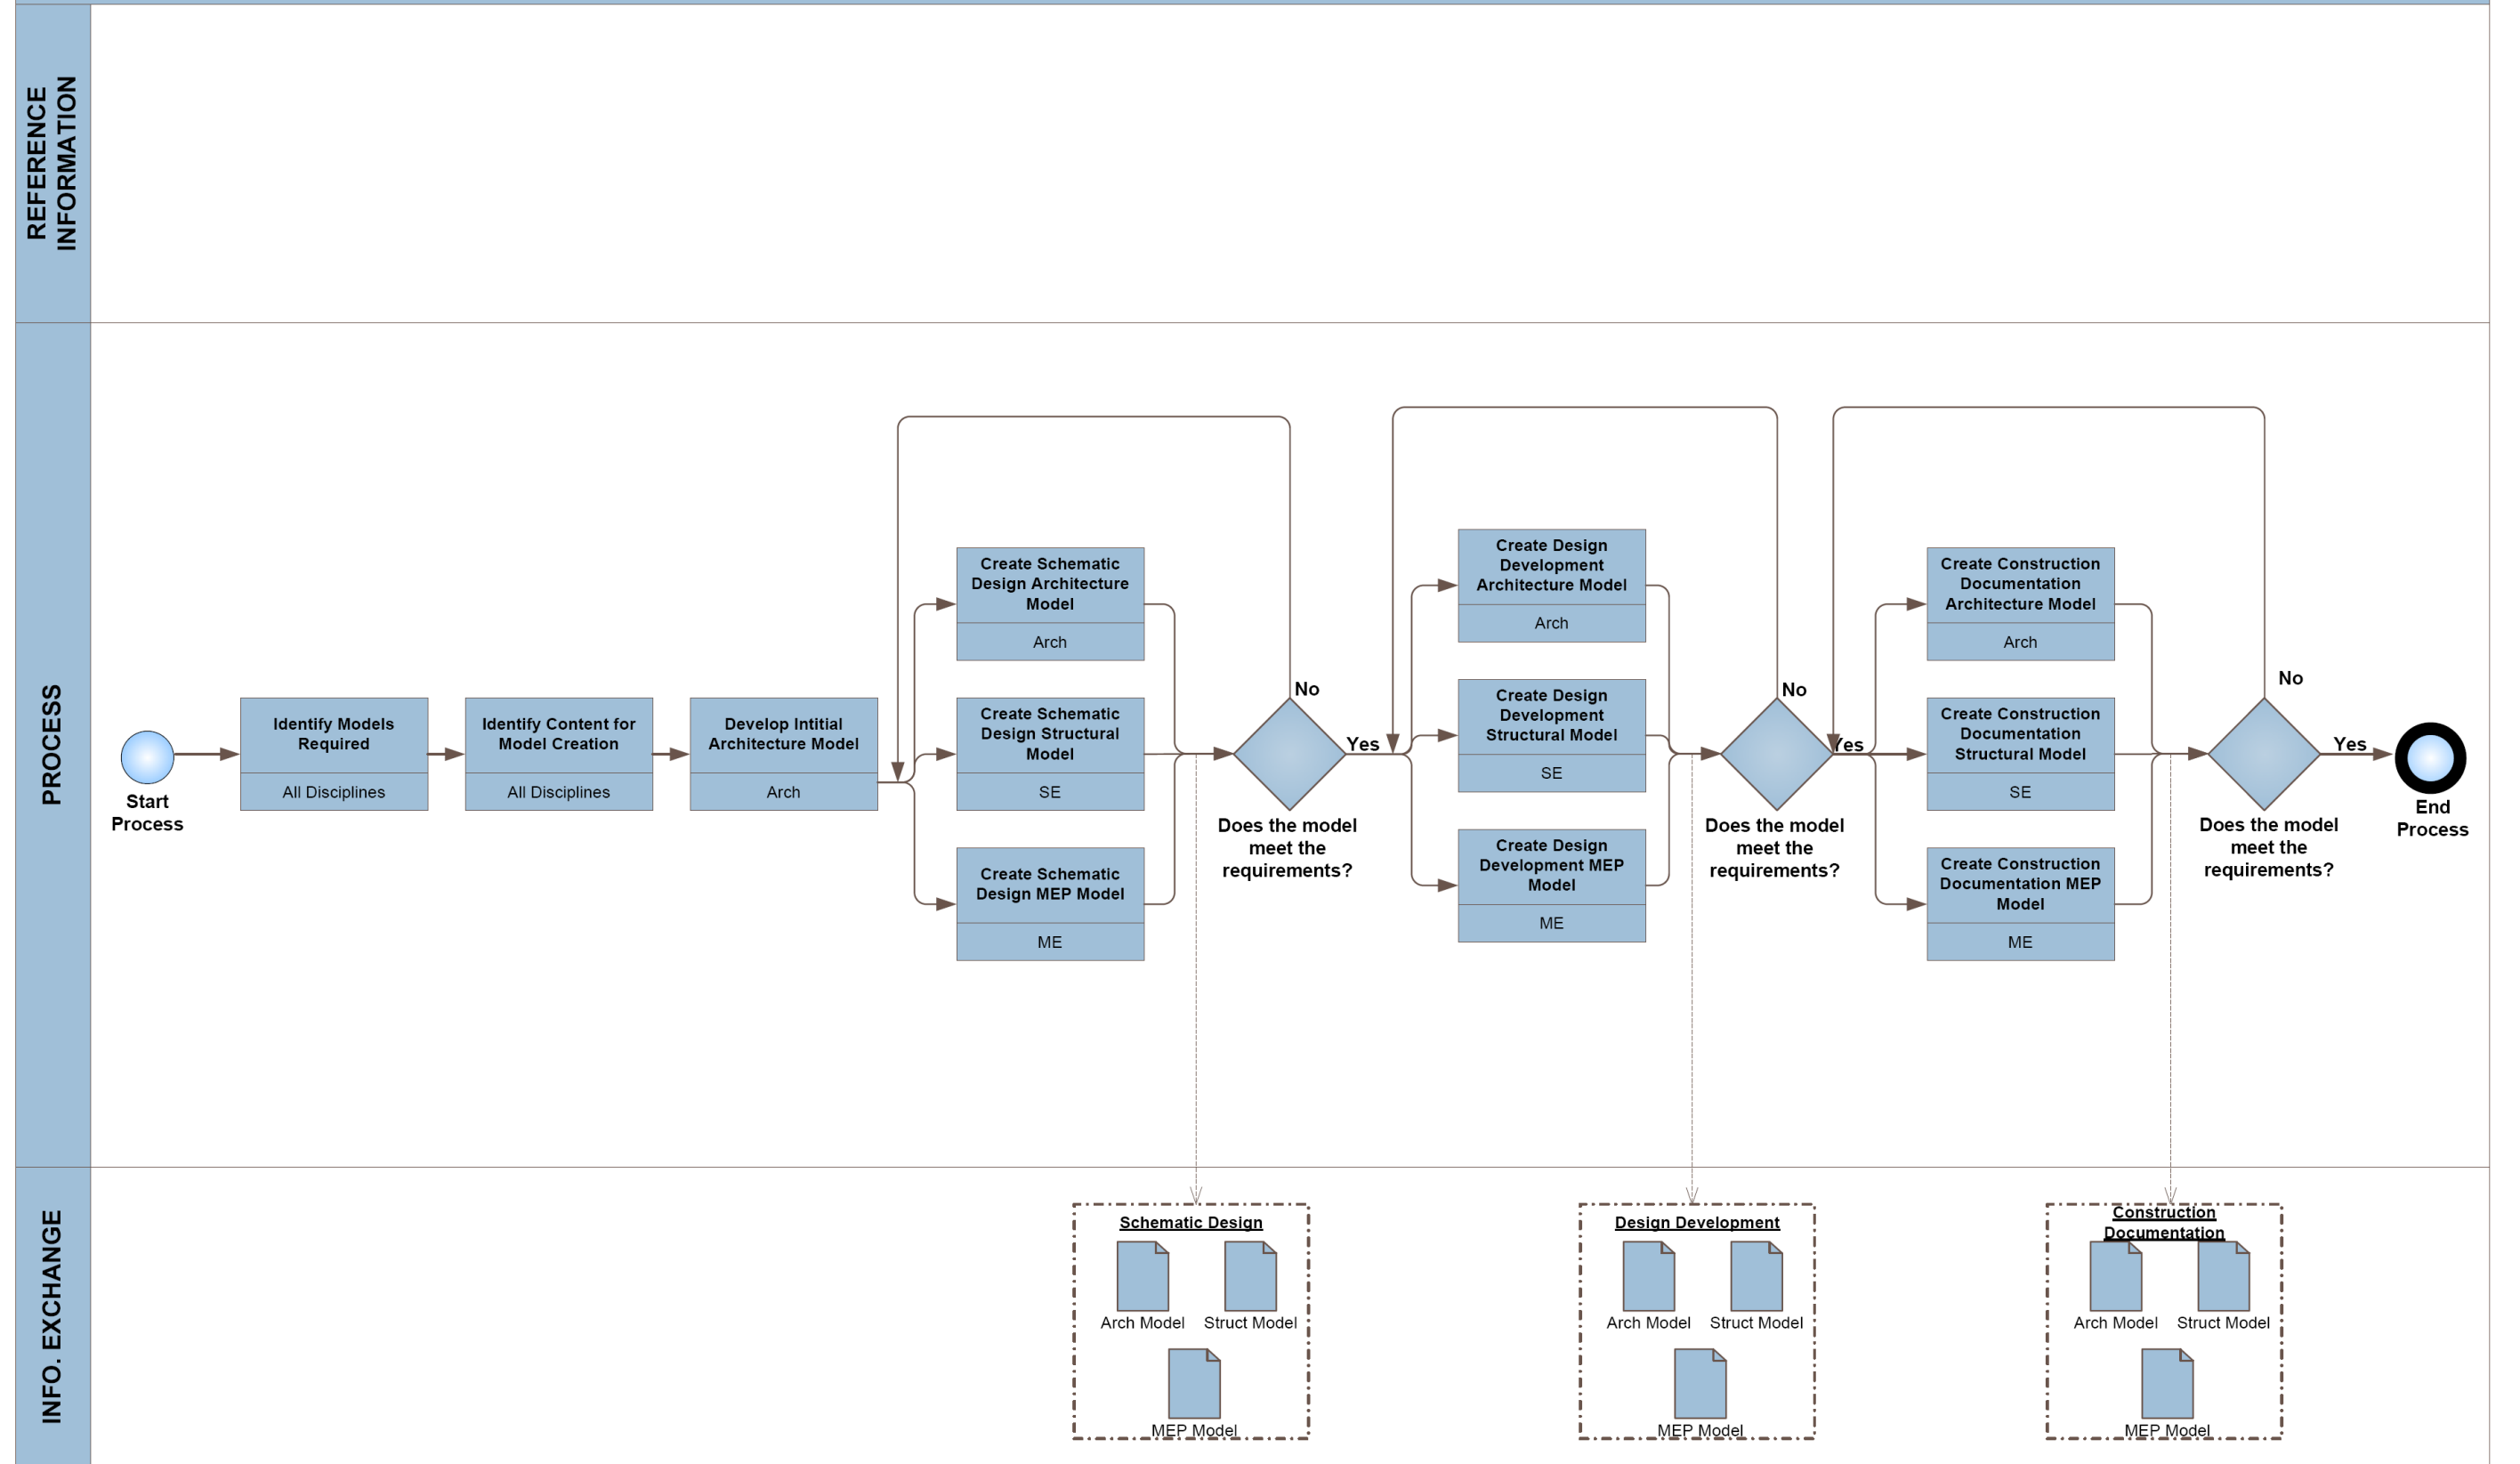 REFERENCE
INFORMATION
PROCESS
Start
Process
Identify Models
Required
All Disciplines
Identify Content for
Model Creation
All Disciplines
Develop Intitial
Architecture Model
Arch
Create Schematic
Design Architecture
Model
Arch
Create Schematic
Design Structural
Model
SE
Create Schematic
Design MEP Model
ME
No
Yes
Does the model
meet the
requirements?
Create Design
Development
Architecture Model
Arch
Create Design
Development
Structural Model
SE
Create Design
Development MEP
Model
ME
No
Yes
Does the model
meet the
requirements?
Create Construction
Documentation
Architecture Model
Arch
Create Construction
Documentation
Structural Model
SE
Create Construction
Documentation MEP
Model
ME
No
Yes
Does the model
meet the
requirements?
End
Process
INFO. EXCHANGE
Schematic Design
Arch Model
Struct Model
MEP Model
Design Development
Arch Model
Struct Model
MEP Model
Construction
Documentation
Arch Model
Struct Model
MEP Model